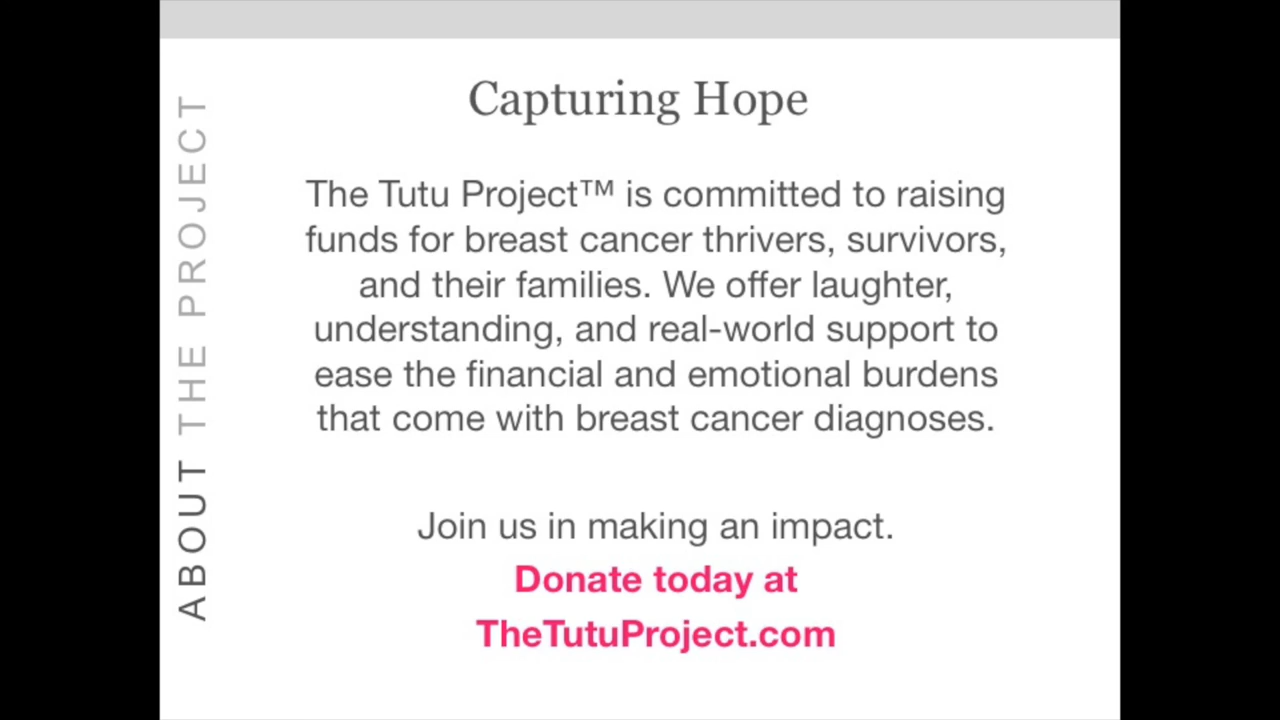 Capturing Hope
ABOUT THE PROJECT
The Tutu Project™ is committed to raising
funds for breast cancer thrivers, survivors,
and their families. We offer laughter,
understanding, and real-world support to
ease the financial and emotional burdens
that come with breast cancer diagnoses.
Join us in making an impact.
Donate today at
TheTutuProject.com